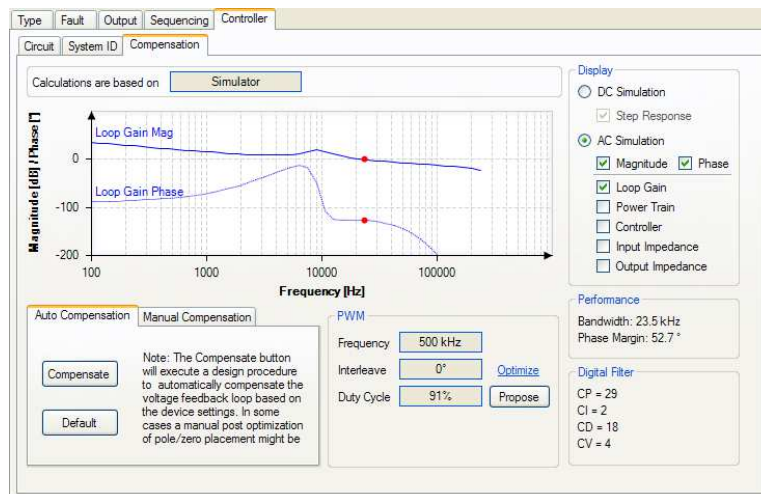 Type Fault Output Sequencing Controller
Circuit System ID Compensation
Calculations are based on Simulator
Magnitude [dB] / Phase [°]
Loop Gain Mag
Loop Gain Phase
0
-100
-200
100 1000 10000 100000
Frequency [Hz]
Display
DC Simulation
Step Response
AC Simulation
Magnitude Phase
Loop Gain
Power Train
Controller
Input Impedance
Output Impedance
Performance
Bandwidth: 23.5 kHz
Phase Margin: 52.7 °
Digital Filter
CP = 29
CI = 2
CD = 18
CV = 4
Auto Compensation Manual Compensation
Compensate
Default
Note: The Compensate button
will execute a design procedure
to automatically compensate the
voltage feedback loop based on
the device settings. In some
cases a manual post optimization
of pole/zero placement might be
PWM
Frequency 500 kHz
Interleave 0° Optimize
Duty Cycle 91% Propose